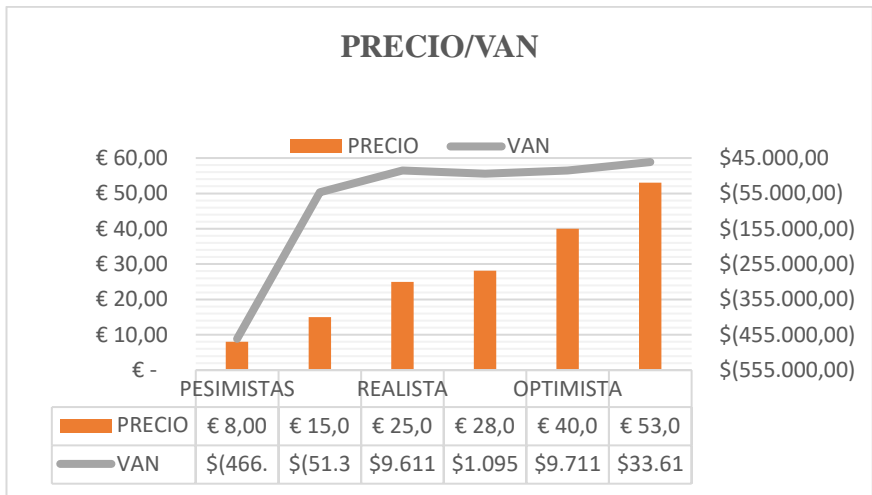 PRECIO/VAN
PRECIO VAN
€ 60,00 $45.000,00
€ 50,00 $(55.000,00)
€ 40,00 $(155.000,00)
€ 30,00 $(255.000,00)
€ 20,00 $(355.000,00)
€ 10,00 $(455.000,00)
€ - $(555.000,00)
PESIMISTAS REALISTA OPTIMISTA
PRECIO € 8,00 € 15,0 € 25,0 € 28,0 € 40,0 € 53,0
VAN $(466. $(51.3 $9.611 $1.095 $9.711 $33.61